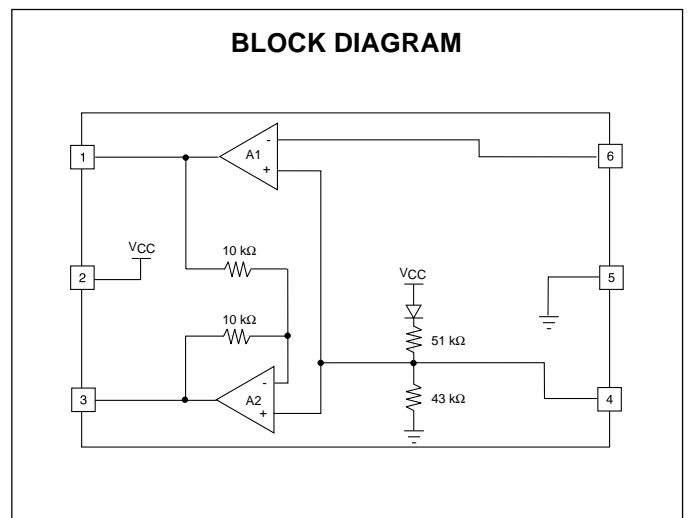 BLOCK DIAGRAM
1
A1
-
+
6
VCC
10 kΩ
2
VCC
5
10 kΩ
51 kΩ
3
A2
-
+
43 kΩ
4